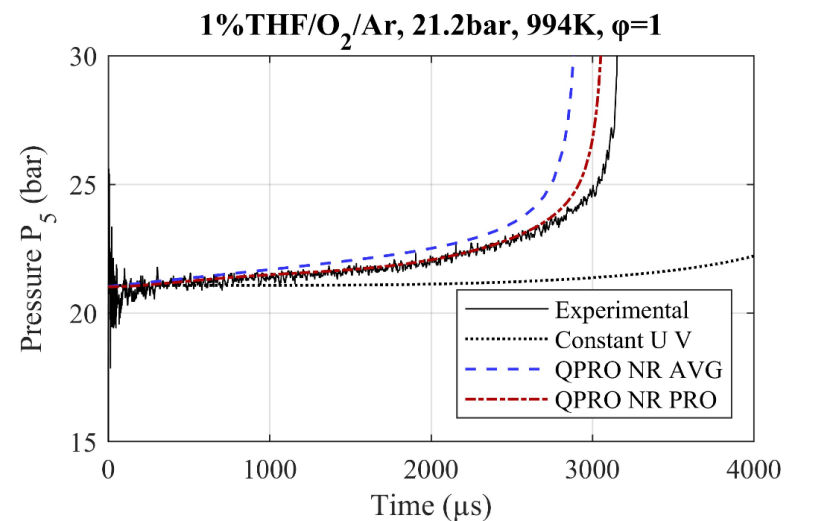 1%THF/O2/Ar, 21.2bar, 994K, φ=1
30
25
20
15
Pressure P5 (bar)
Experimental
Constant U V
QPRO NR AVG
QPRO NR PRO
0 1000 2000 3000 4000
Time (μs)